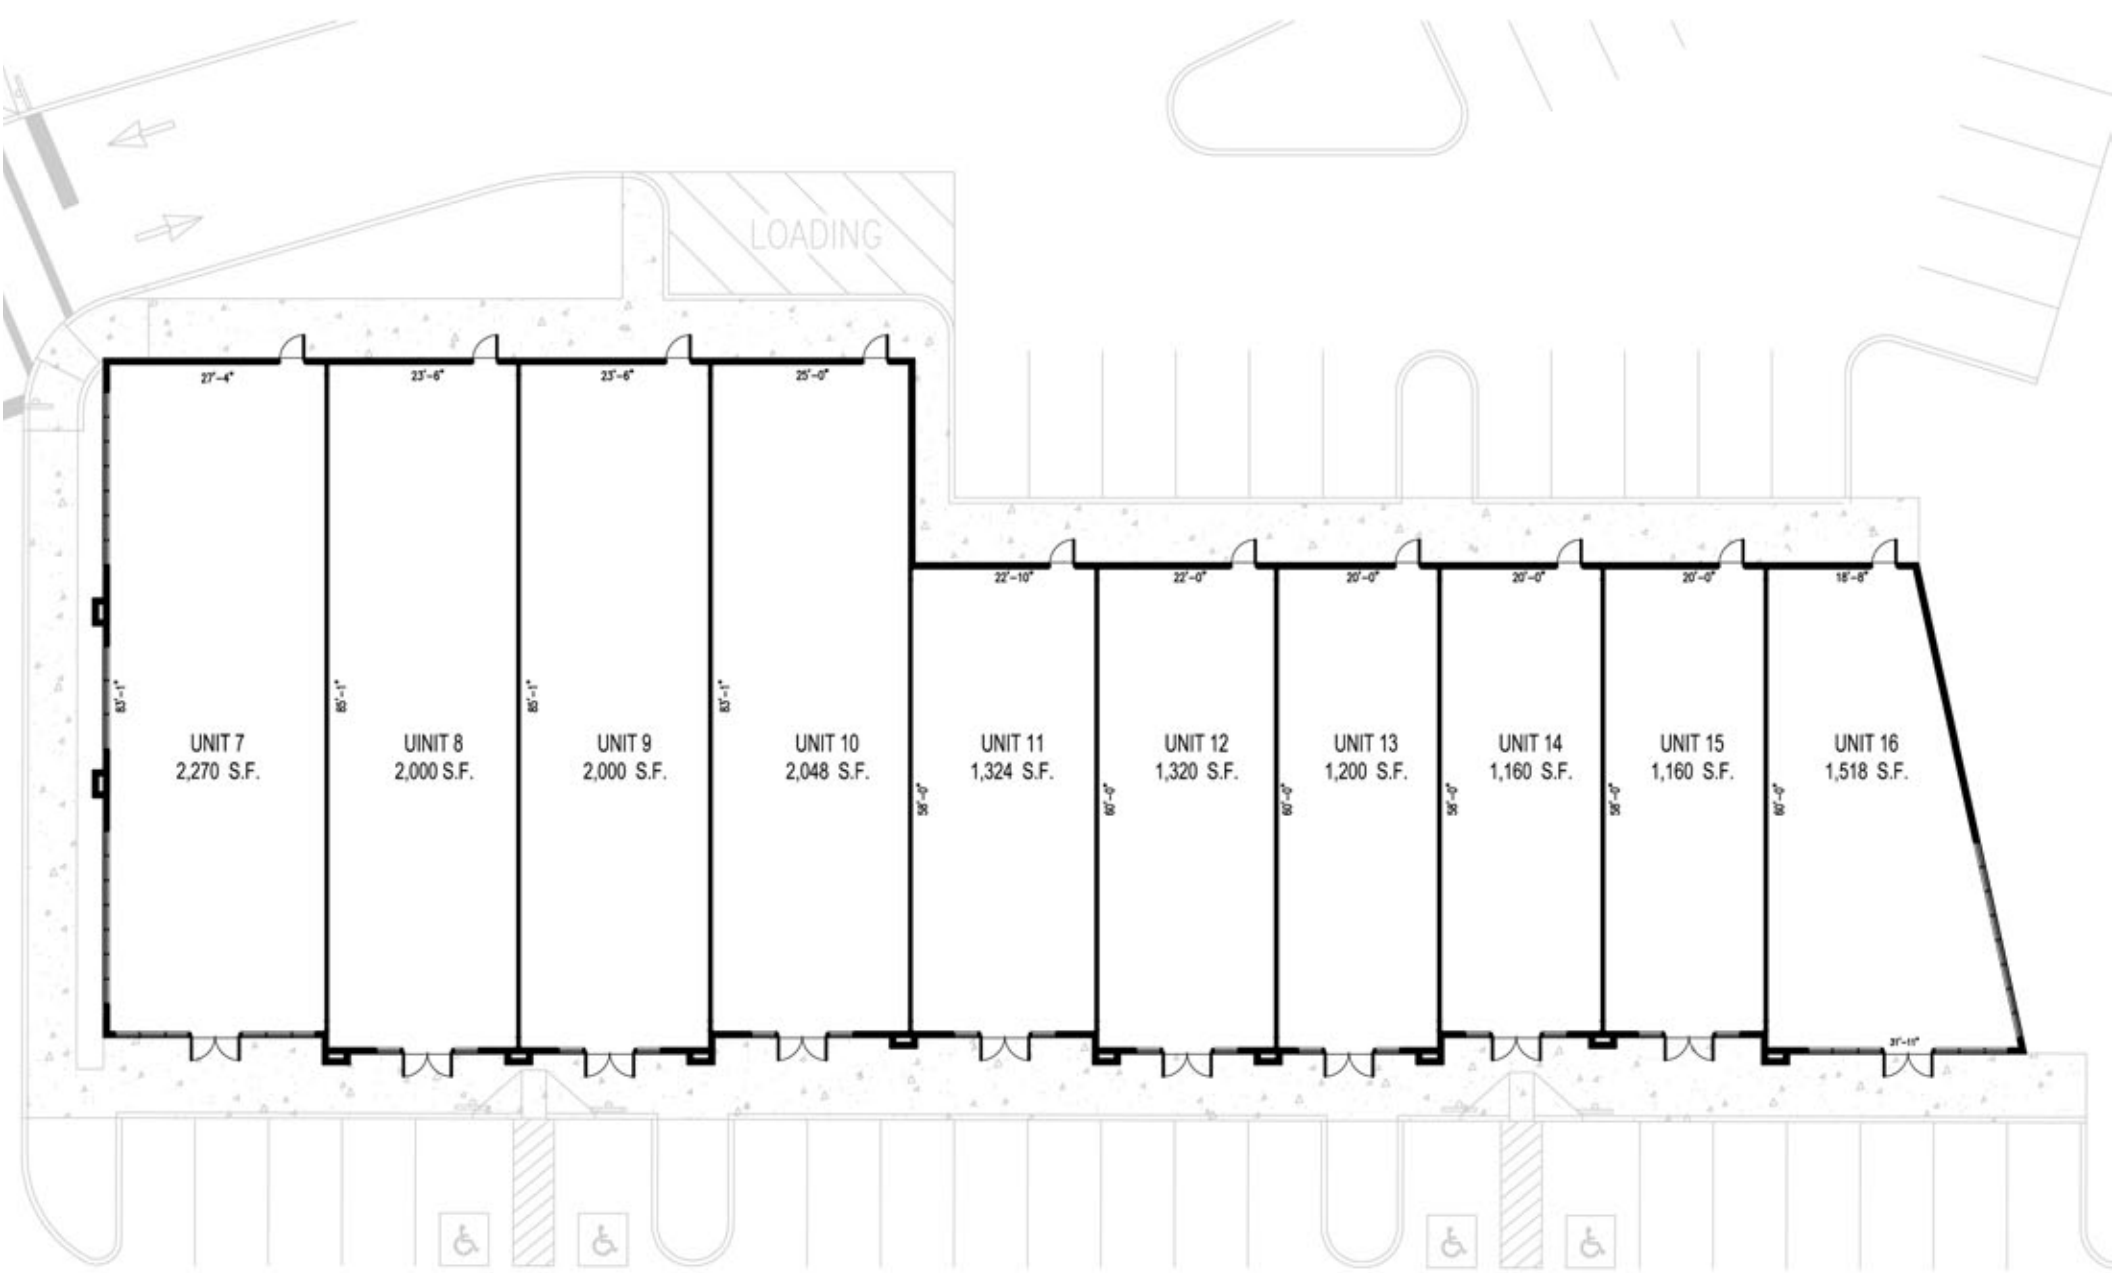 LOADING
27'-4"
23'-6"
23'-6"
25'-0"
22'-10"
22'-0"
20'-0"
20'-0"
20'-0"
18'-8"
83'-1"
85'-1"
85'-1"
83'-1"
UNIT 7
2,270 S.F.
UINIT 8
2,000 S.F.
UNIT 9
2,000 S.F.
UNIT 10
2,048 S.F.
UNIT 11
1,324 S.F.
UNIT 12
1,320 S.F.
UNIT 13
1,200 S.F.
UNIT 14
1,160 S.F.
UNIT 15
1,160 S.F.
UNIT 16
1,518 S.F.
58'-0"
60'-0"
60'-0"
58'-0"
58'-0"
60'-0"
31'-11"